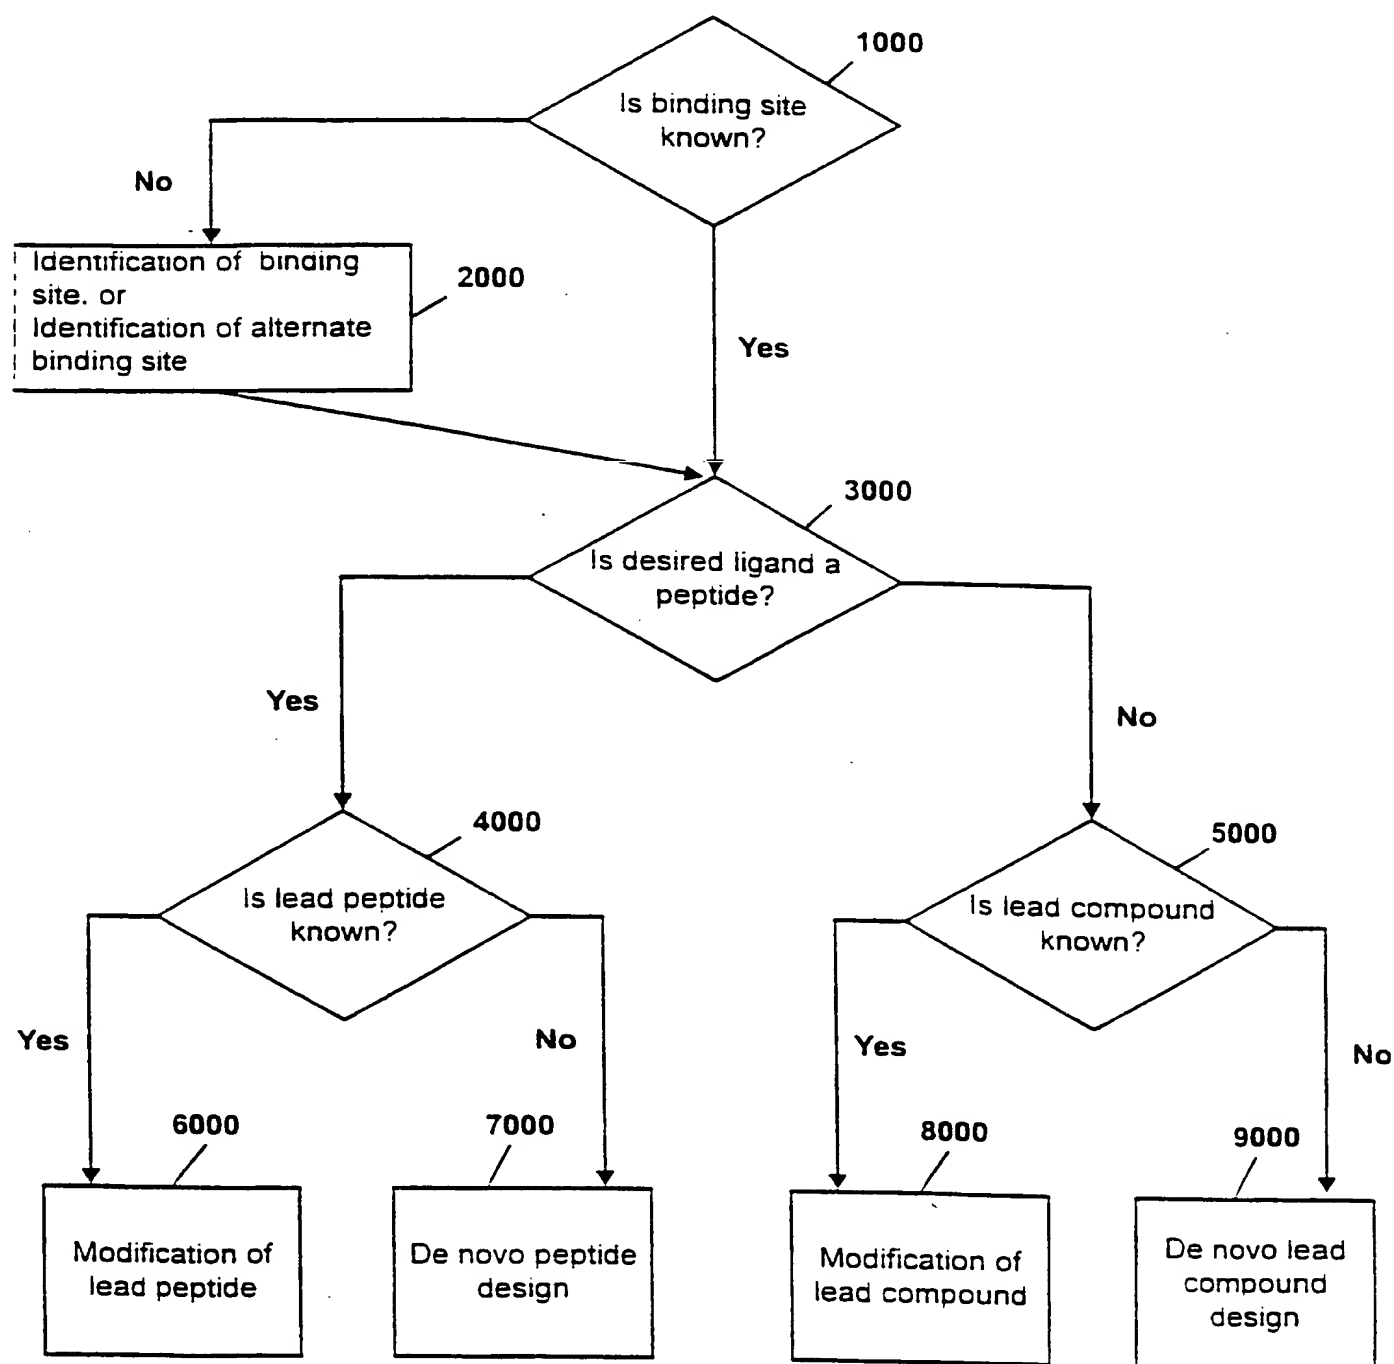 1000
Is binding site
known?
No
Identification of binding
site. or
Identification of alternate
binding site
2000
Yes
3000
Is desired ligand a
peptide?
Yes
No
4000
Is lead peptide
known?
5000
Is lead compound
known?
Yes
No
Yes
No
6000
7000
8000
9000
Modification of
lead peptide
De novo peptide
design
Modification of
lead compound
De novo lead
compound
design